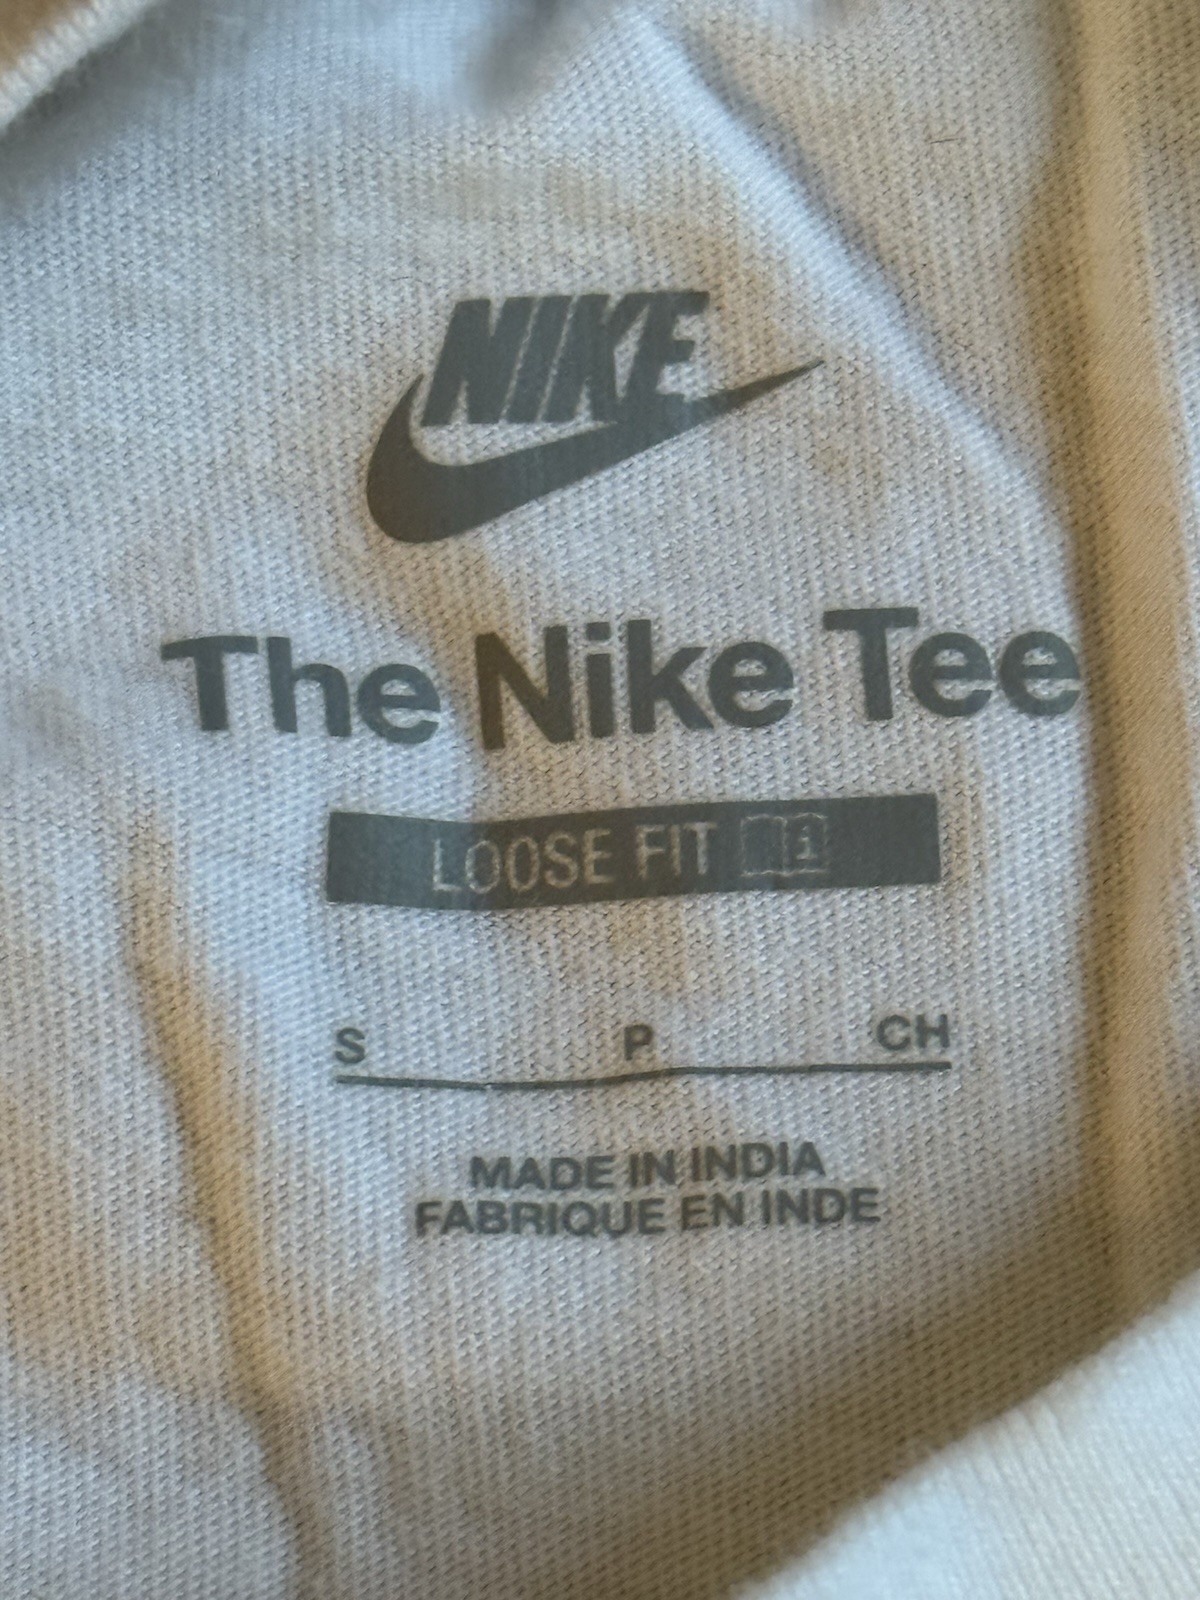 NIKE
The Nike Tee
LOOSE FIT i
S P CH
MADE IN INDIA
FABRIQUE EN INDE